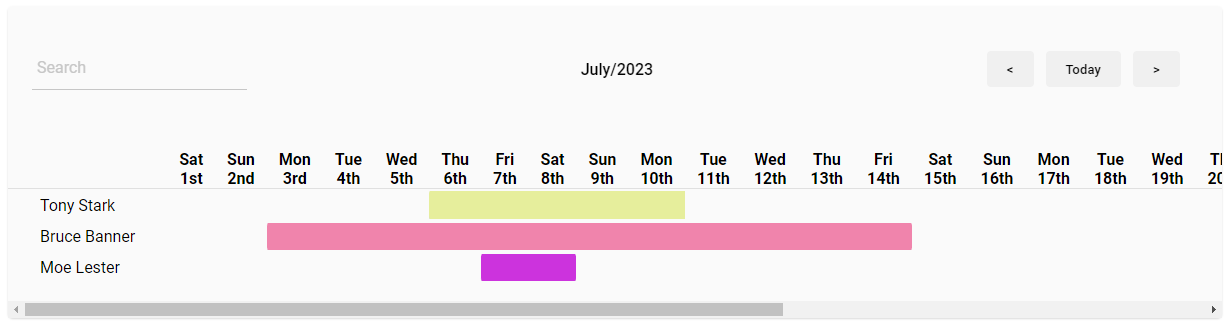 Search
July/2023
< Today >
Sat Sun Mon Tue Wed Thu Fri Sat Sun Mon Tue Wed Thu Fri Sat Sun Mon Tue Wed
1st 2nd 3rd 4th 5th 6th 7th 8th 9th 10th 11th 12th 13th 14th 15th 16th 17th 18th 19th
Tony Stark
Bruce Banner
Moe Lester